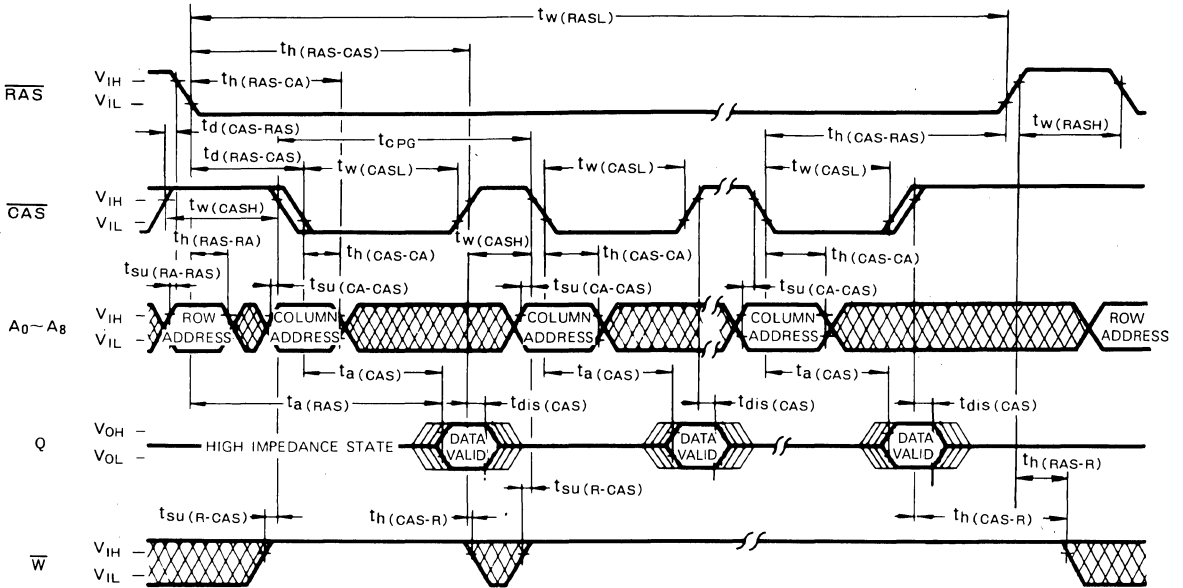 tw(RASL)
th(RAS-CAS)
th(RAS-CA)
RAS
VIH
VIL
td(CAS-RAS)
tCPG
th(CAS-RAS)
tw(RASH)
td(RAS-CAS)
tw(CASL)
tw(CASL)
tw(CASL)
CAS
VIH
VIL
tw(CASH)
tw(CASH)
th(RAS-RA)
th(CAS-CA)
th(CAS-CA)
th(CAS-CA)
tsu(RA-RAS)
tsu(CA-CAS)
tsu(CA-CAS)
tsu(CA-CAS)
A0~A8
VIH
VIL
ROW ADDRESS
COLUMN ADDRESS
COLUMN ADDRESS
COLUMN ADDRESS
ROW ADDRESS
ta(CAS)
ta(CAS)
ta(CAS)
ta(RAS)
tdis(CAS)
tdis(CAS)
tdis(CAS)
Q
VOH
VOL
HIGH IMPEDANCE STATE
DATA VALID
DATA VALID
DATA VALID
th(RAS-R)
tsu(R-CAS)
tsu(R-CAS)
th(CAS-R)
th(CAS-R)
W
VIH
VIL